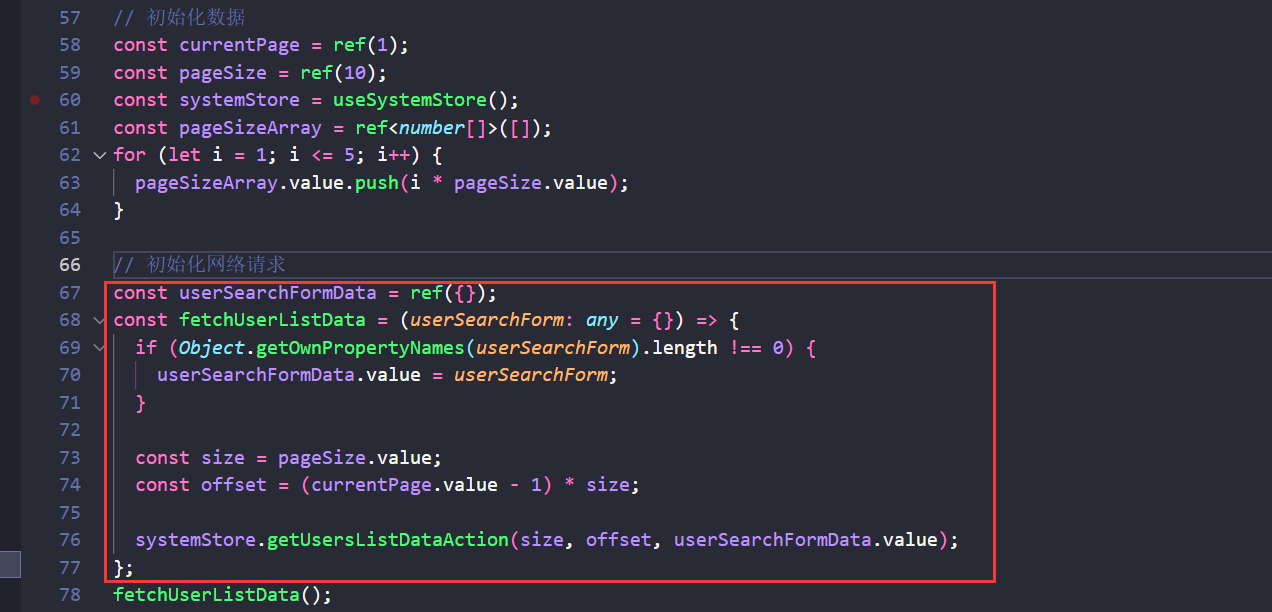 57 // 初始化数据
58 const currentPage = ref(1);
59 const pageSize = ref(10);
60 const systemStore = useSystemStore();
61 const pageSizeArray = ref<number[]>([]);
62 for (let i = 1; i <= 5; i++) {
63 pageSizeArray.value.push(i * pageSize.value);
64 }
65
66 // 初始化网络请求
67 const userSearchFormData = ref({});
68 const fetchUserListData = (userSearchForm: any = {}) => {
69 if (Object.getOwnPropertyNames(userSearchForm).length !== 0) {
70 userSearchFormData.value = userSearchForm;
71 }
72
73 const size = pageSize.value;
74 const offset = (currentPage.value - 1) * size;
75
76 systemStore.getUsersListDataAction(size, offset, userSearchFormData.value);
77 };
78 fetchUserListData();